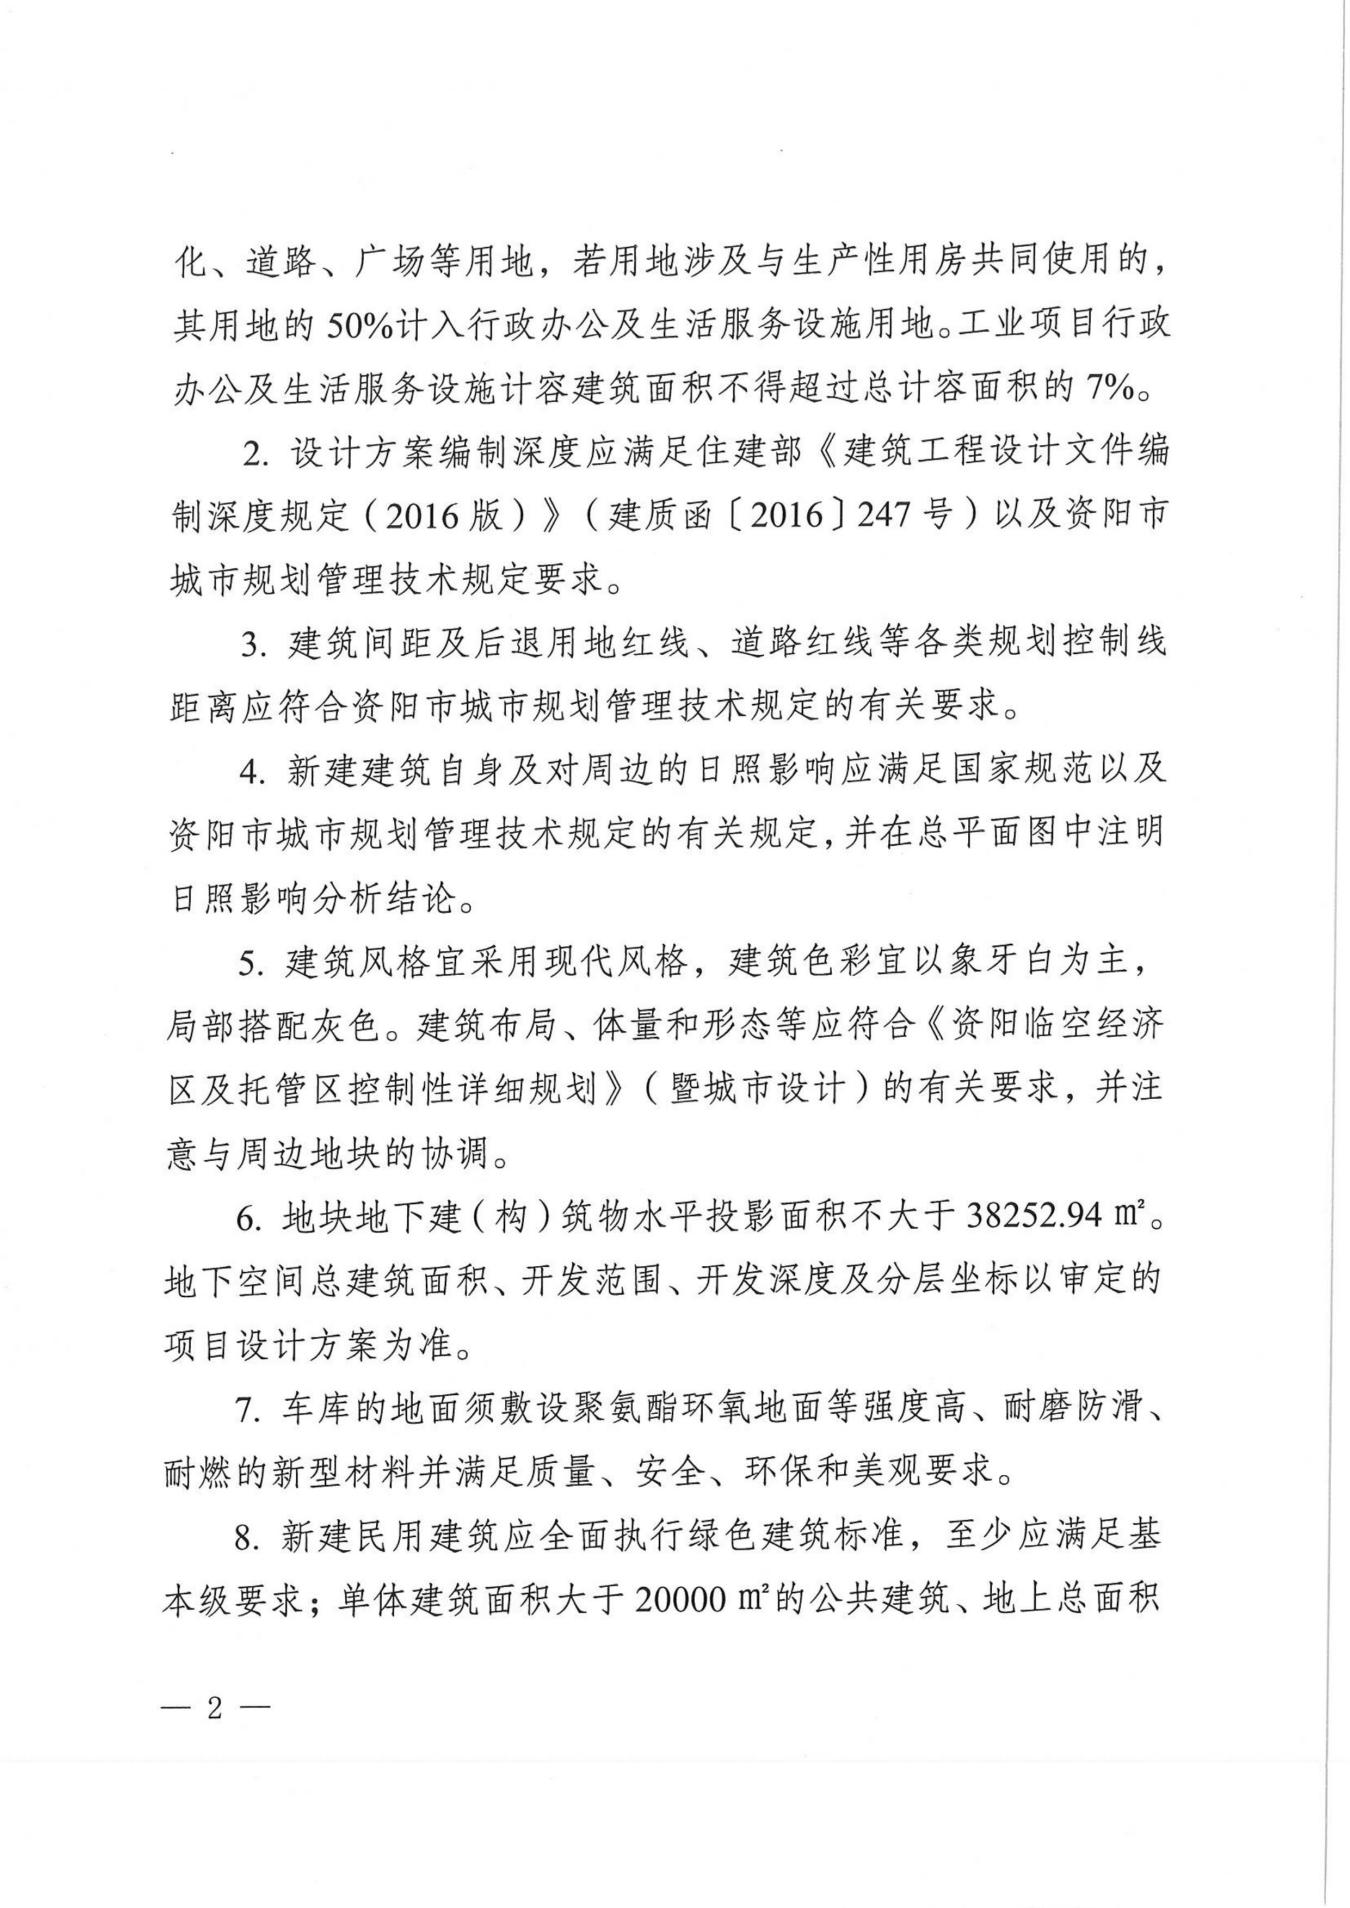 化、道路、广场等用地，若用地涉及与生产性用房共同使用的，
其用地的 50%计入行政办公及生活服务设施用地。工业项目行政
办公及生活服务设施计容建筑面积不得超过总计容面积的 7%。
2. 设计方案编制深度应满足住建部《建筑工程设计文件编
制深度规定（2016 版）》（建质函〔2016〕247 号）以及资阳市
城市规划管理技术规定要求。
3. 建筑间距及后退用地红线、道路红线等各类规划控制线
距离应符合资阳市城市规划管理技术规定的有关要求。
4. 新建建筑自身及对周边的日照影响应满足国家规范以及
资阳市城市规划管理技术规定的有关规定，并在总平面图中注明
日照影响分析结论。
5. 建筑风格宜采用现代风格，建筑色彩宜以象牙白为主，
局部搭配灰色。建筑布局、体量和形态等应符合《资阳临空经济
区及托管区控制性详细规划》（暨城市设计）的有关要求，并注
意与周边地块的协调。
6. 地块地下建（构）筑物水平投影面积不大于 38252.94 ㎡。
地下空间总建筑面积、开发范围、开发深度及分层坐标以审定的
项目设计方案为准。
7. 车库的地面须敷设聚氨酯环氧地面等强度高、耐磨防滑、
耐燃的新型材料并满足质量、安全、环保和美观要求。
8. 新建民用建筑应全面执行绿色建筑标准，至少应满足基
本级要求；单体建筑面积大于 20000 ㎡的公共建筑、地上总面积
— 2 —